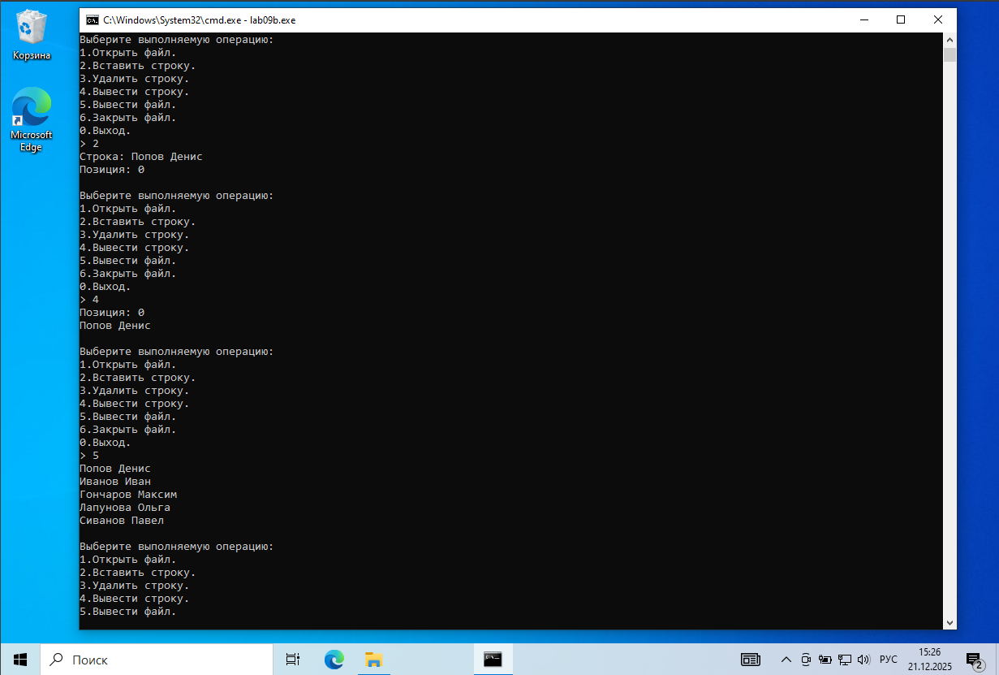 Корзина
Microsoft
Edge
C:\Windows\System32\cmd.exe - lab09b.exe
Выберите выполняемую операцию:
1.Открыть файл.
2.Вставить строку.
3.Удалить строку.
4.Вывести строку.
5.Вывести файл.
6.Закрыть файл.
0.Выход.
> 2
Строка: Попов Денис
Позиция: 0
Выберите выполняемую операцию:
1.Открыть файл.
2.Вставить строку.
3.Удалить строку.
4.Вывести строку.
5.Вывести файл.
6.Закрыть файл.
0.Выход.
> 4
Позиция: 0
Попов Денис
Выберите выполняемую операцию:
1.Открыть файл.
2.Вставить строку.
3.Удалить строку.
4.Вывести строку.
5.Вывести файл.
6.Закрыть файл.
0.Выход.
> 5
Попов Денис
Иванов Иван
Гончаров Максим
Лапунова Ольга
Сиванов Павел
Выберите выполняемую операцию:
1.Открыть файл.
2.Вставить строку.
3.Удалить строку.
4.Вывести строку.
5.Вывести файл.
Поиск
РУС
15:26
21.12.2025
2